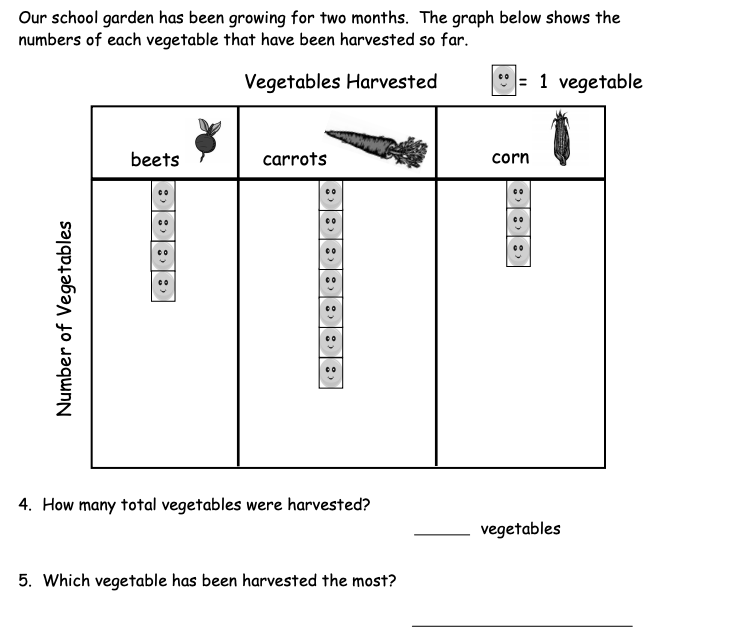 Our school garden has been growing for two months. The graph below shows the
numbers of each vegetable that have been harvested so far.
Vegetables Harvested
= 1 vegetable
beets
carrots
corn
Number of Vegetables
4. How many total vegetables were harvested?
______ vegetables
5. Which vegetable has been harvested the most?